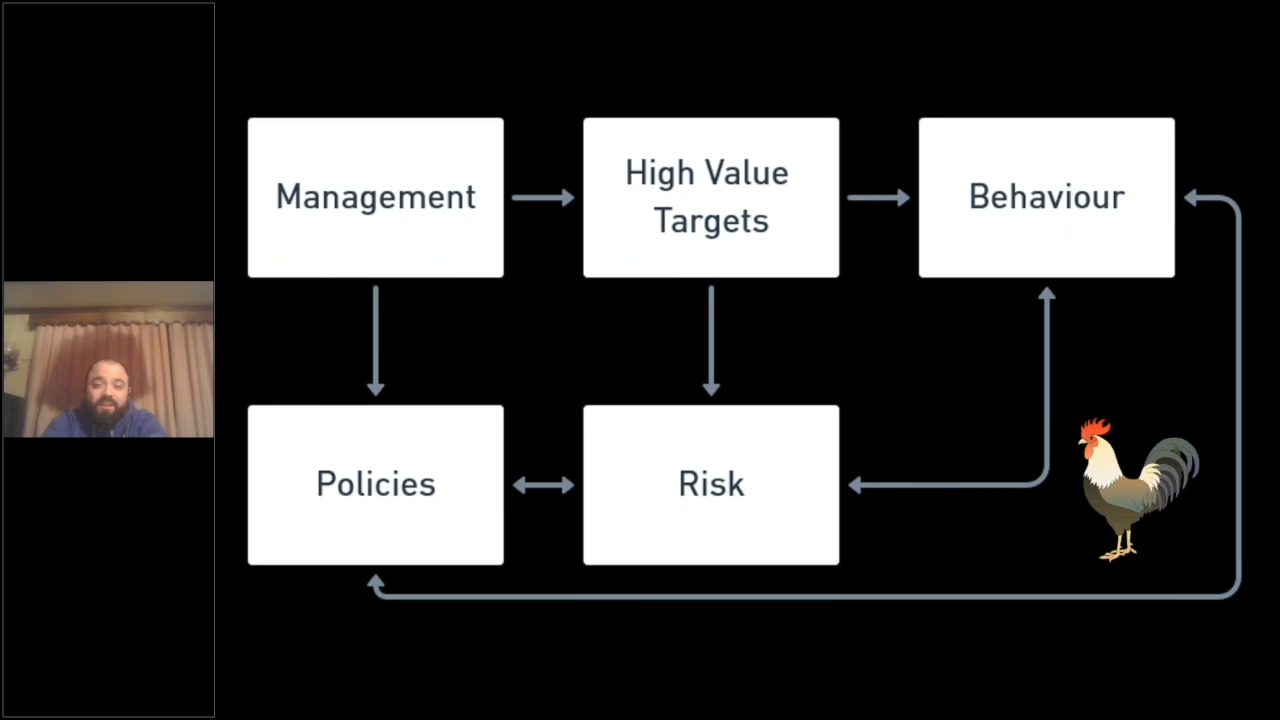 Management
High Value
Targets
Behaviour
Policies
Risk